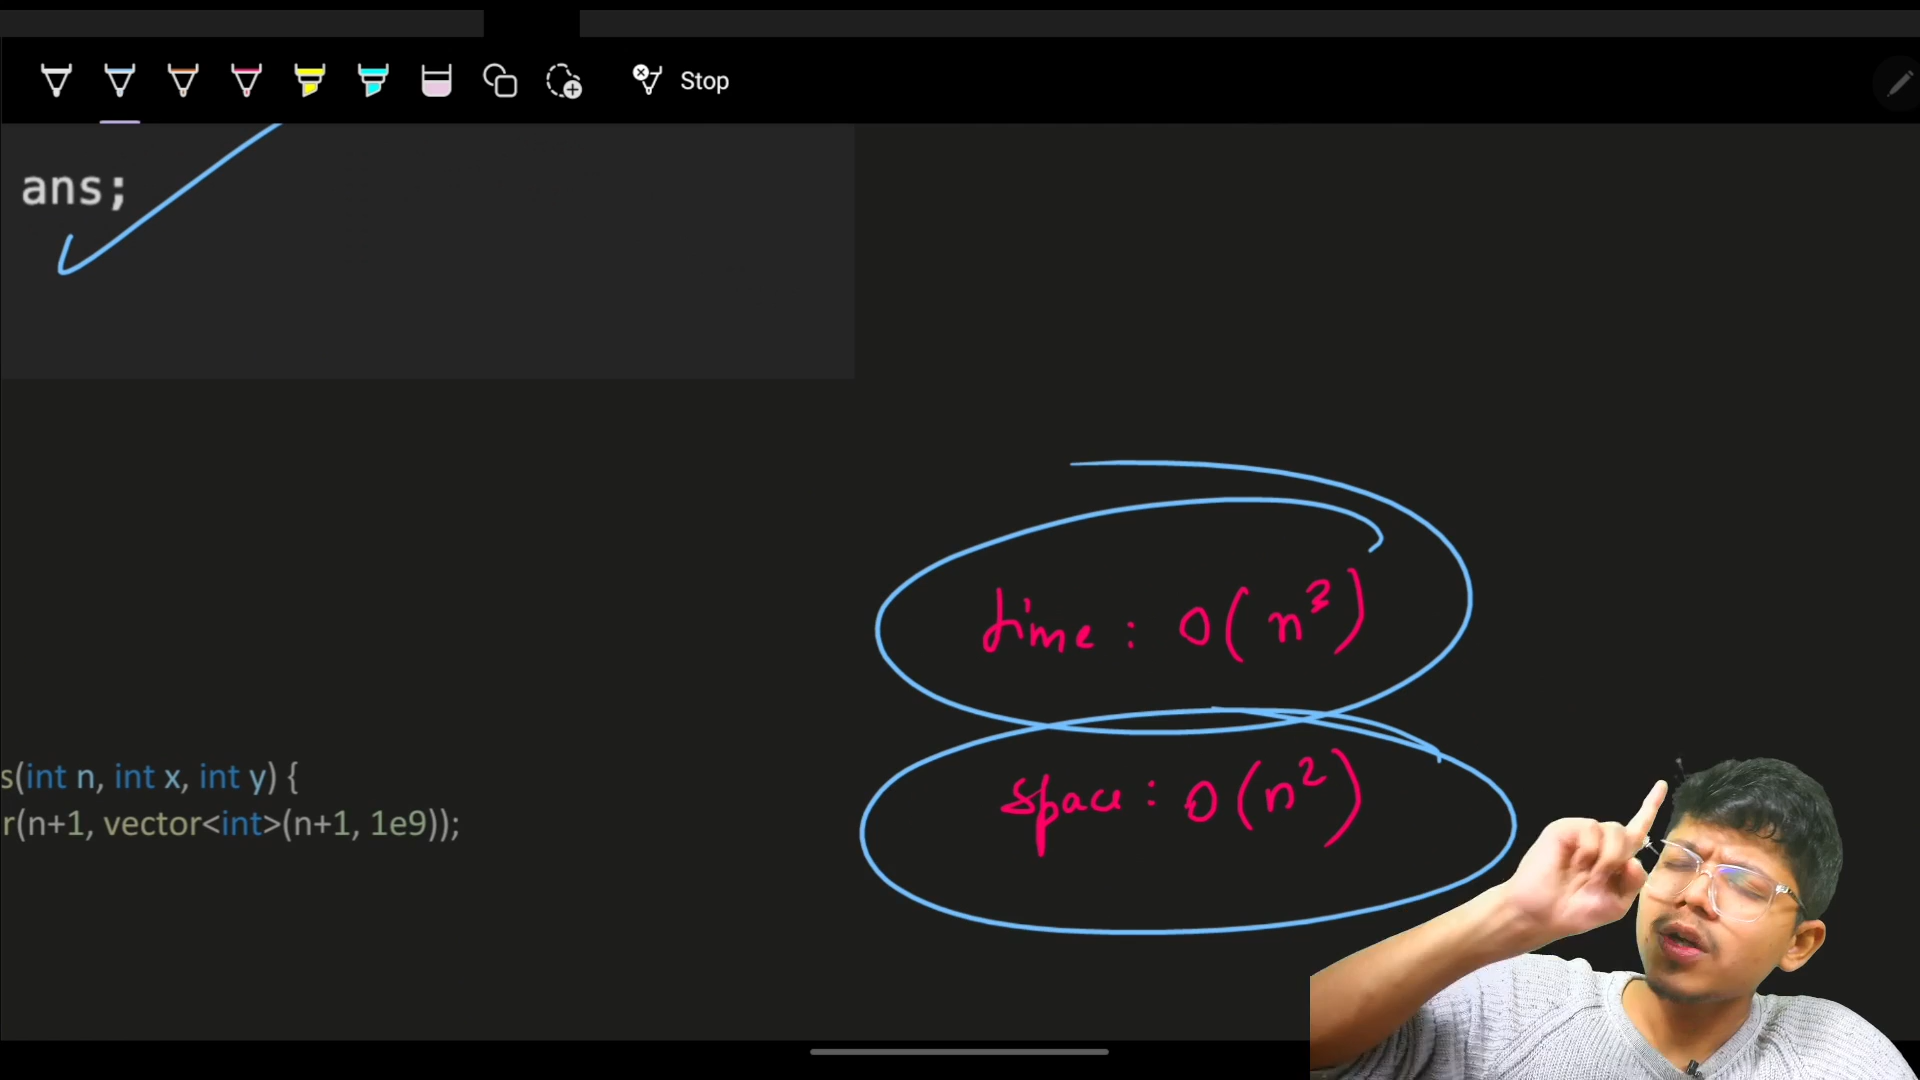 Stop
ans;
time : O(n³)
space : O(n²)
s(int n, int x, int y) {
r(n+1, vector<int>(n+1, 1e9));